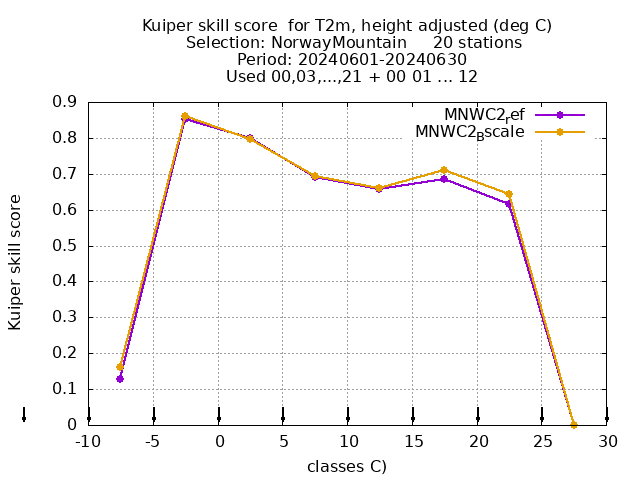 Kuiper skill score  for T2m, height adjusted (deg C)
Selection: NorwayMountain     20 stations
Period: 20240601-20240630
Used 00,03,...,21 + 00 01 ... 12
MNWC2_ref
MNWC2_Bscale
Kuiper skill score
0.9
0.8
0.7
0.6
0.5
0.4
0.3
0.2
0.1
0
-10 -5 0 5 10 15 20 25 30
classes C)